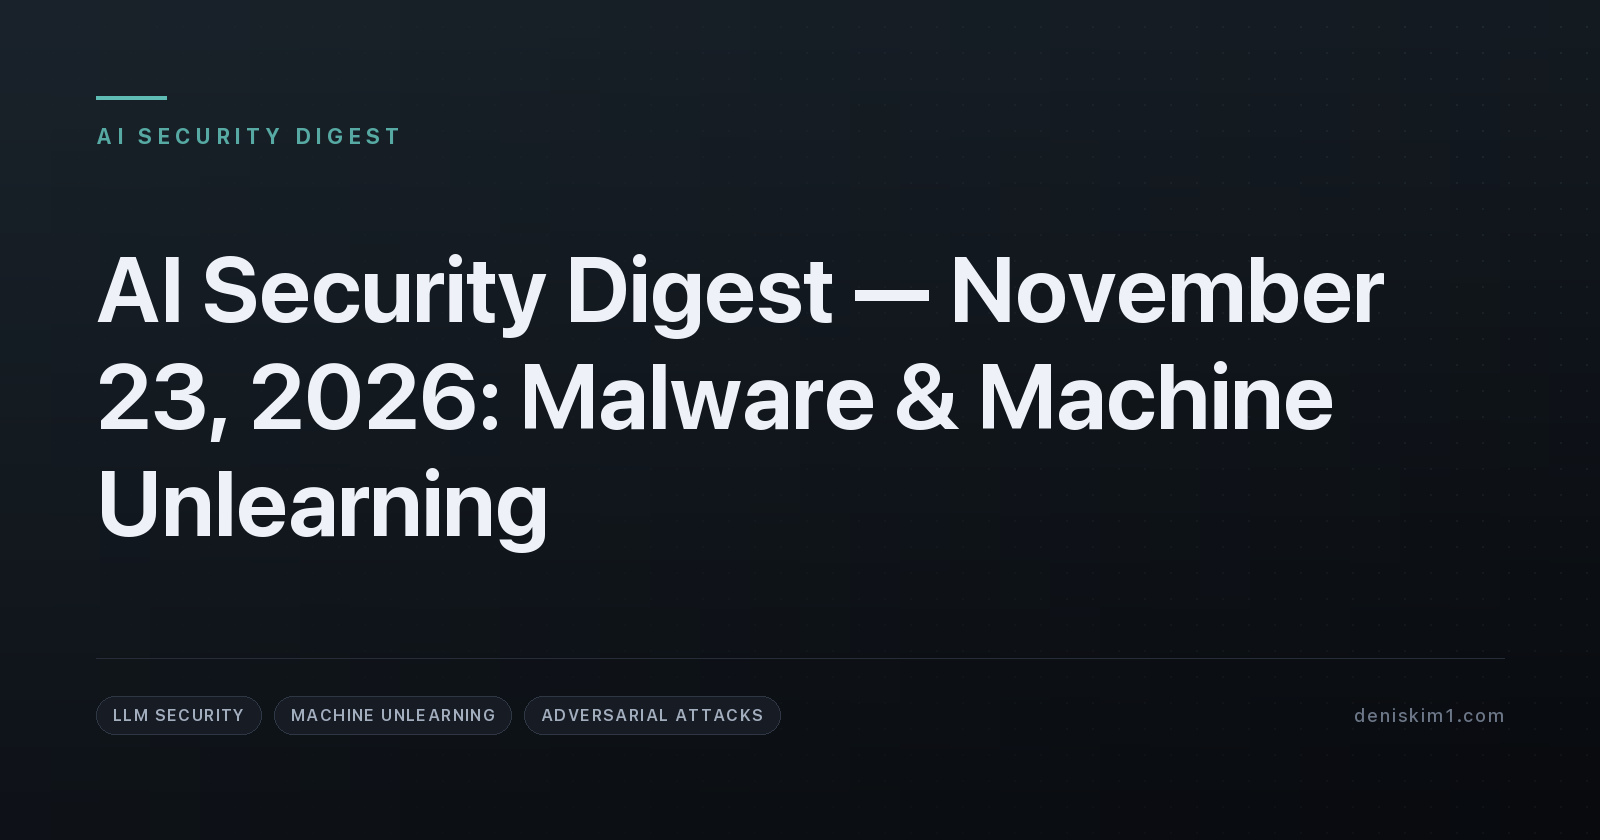 AI SECURITY DIGEST
AI Security Digest — November
23, 2026: Malware & Machine
Unlearning
LLM SECURITY
MACHINE UNLEARNING
ADVERSARIAL ATTACKS
deniskim1.com